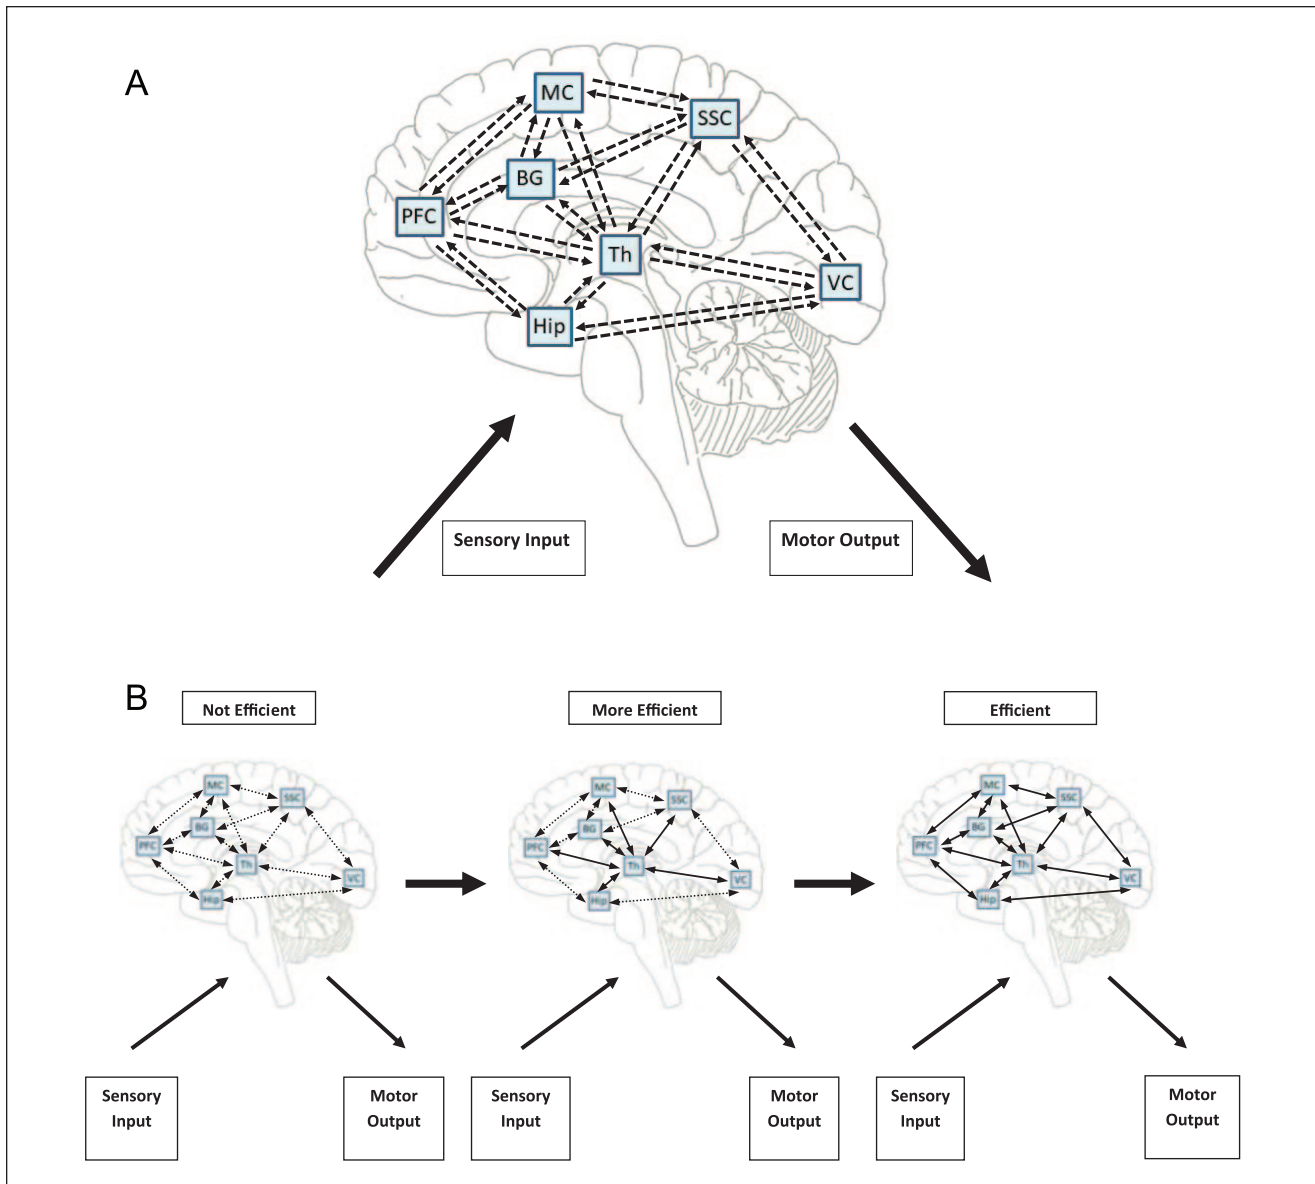 A
MC
SSC
BG
PFC
Th
VC
Hip
Sensory Input
Motor Output
B
Not Efficient
More Efficient
Efficient
MC
SSC
BG
PFC
Th
VC
Hip
MC
SSC
BG
PFC
Th
VC
Hip
MC
SSC
BG
PFC
Th
VC
Hip
Sensory
Input
Motor
Output
Sensory
Input
Motor
Output
Sensory
Input
Motor
Output